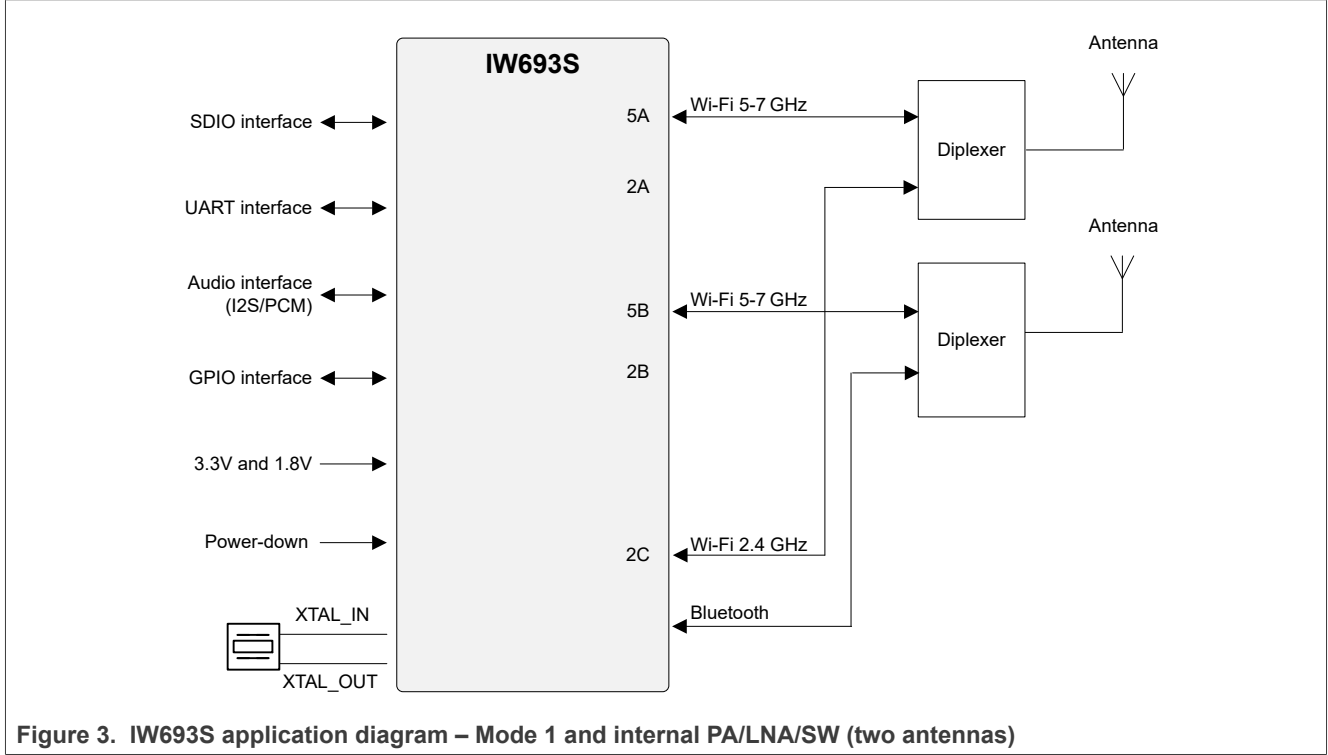 IW693S
SDIO interface
UART interface
Audio interface
(I2S/PCM)
GPIO interface
3.3V and 1.8V
Power-down
XTAL_IN
XTAL_OUT
5A
2A
5B
2B
2C
Wi-Fi 5-7 GHz
Wi-Fi 5-7 GHz
Wi-Fi 2.4 GHz
Bluetooth
Diplexer
Antenna
Diplexer
Antenna
Figure 3. IW693S application diagram – Mode 1 and internal PA/LNA/SW (two antennas)